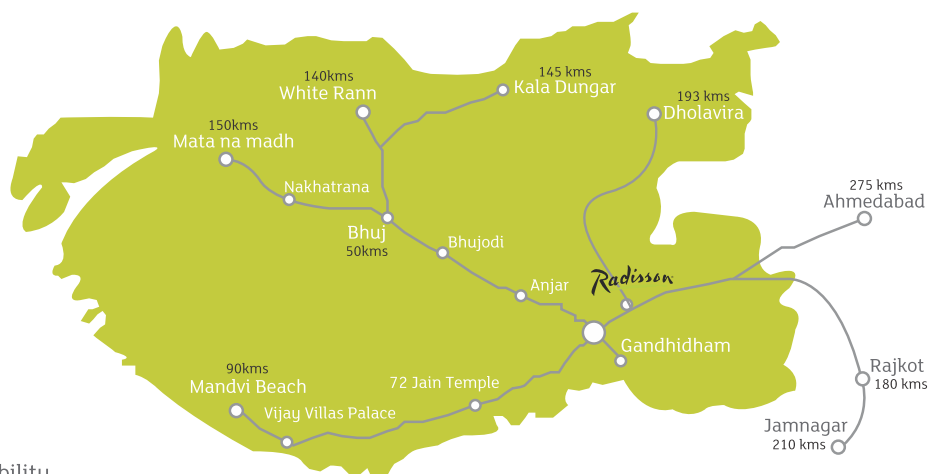 140kms
White Rann
145 kms
Kala Dungar
193 kms
Dholavira
150kms
Mata na madh
Nakhatrana
275 kms
Ahmedabad
Bhuj
50kms
Bhujodi
Radisson
Anjar
Gandhidham
90kms
Mandvi Beach
72 Jain Temple
Vijay Villas Palace
Rajkot
180 kms
Jamnagar
210 kms